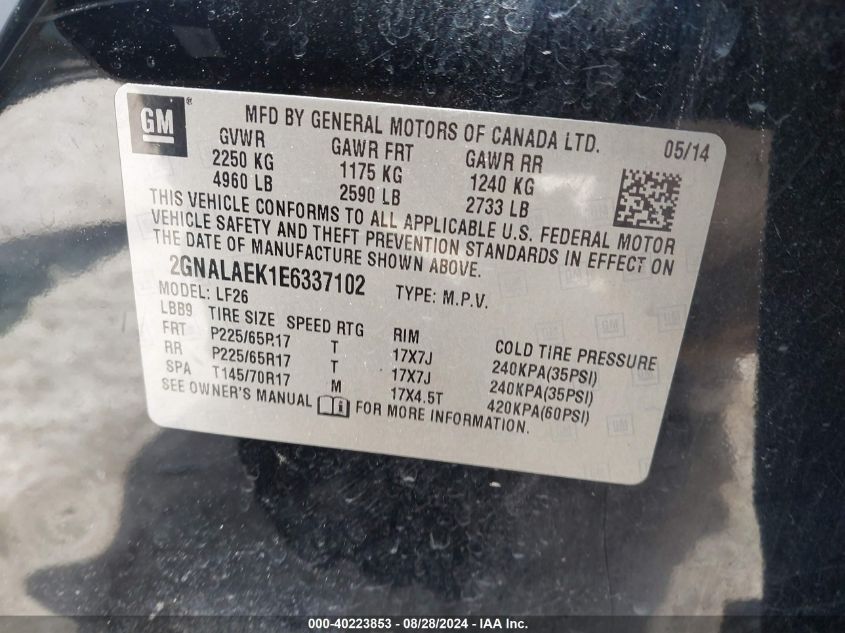 GM ®
MFD BY GENERAL MOTORS OF CANADA LTD.
GVWR GAWR FRT GAWR RR 05/14
2250 KG 1175 KG 1240 KG
4960 LB 2590 LB 2733 LB
THIS VEHICLE CONFORMS TO ALL APPLICABLE U.S. FEDERAL MOTOR
VEHICLE SAFETY AND THEFT PREVENTION STANDARDS IN EFFECT ON
THE DATE OF MANUFACTURE SHOWN ABOVE.
2GNALAEK1E6337102 TYPE: M.P.V.
MODEL: LF26
LBB9 TIRE SIZE SPEED RTG RIM COLD TIRE PRESSURE
FRT P225/65R17 T 17X7J 240KPA(35PSI)
RR P225/65R17 T 17X7J 240KPA(35PSI)
SPA T145/70R17 M 17X4.5T 420KPA(60PSI)
SEE OWNER'S MANUAL FOR MORE INFORMATION.
000-40223853 - 08/28/2024 - IAA Inc.